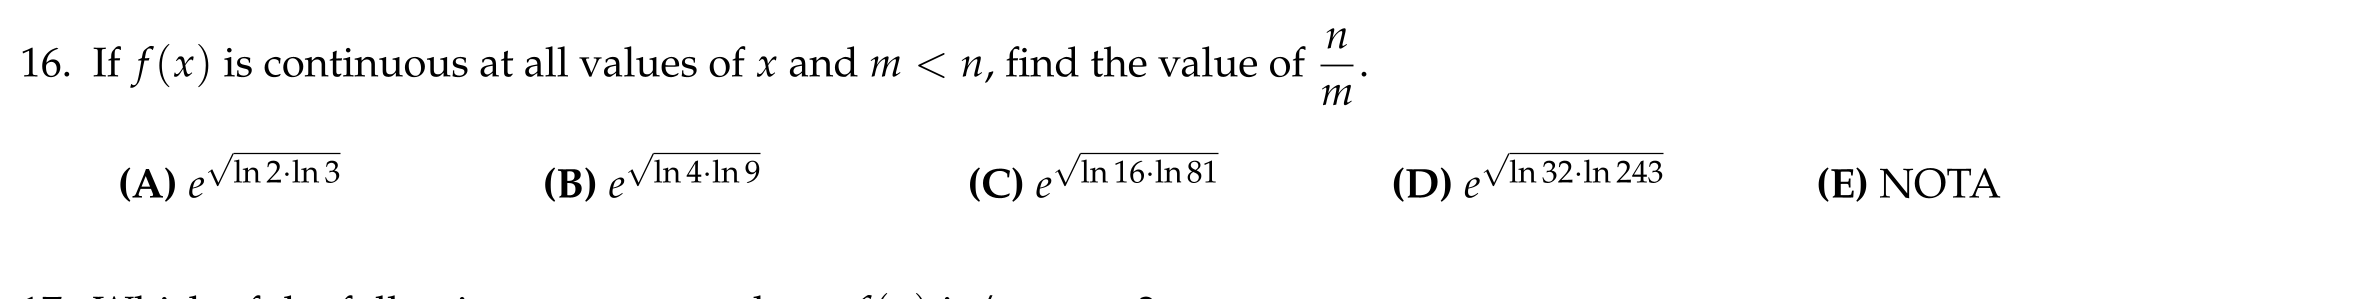 16. If f(x) is continuous at all values of x and m < n, find the value of n/m.
(A) e^√(ln 2·ln 3) (B) e^√(ln 4·ln 9) (C) e^√(ln 16·ln 81) (D) e^√(ln 32·ln 243) (E) NOTA